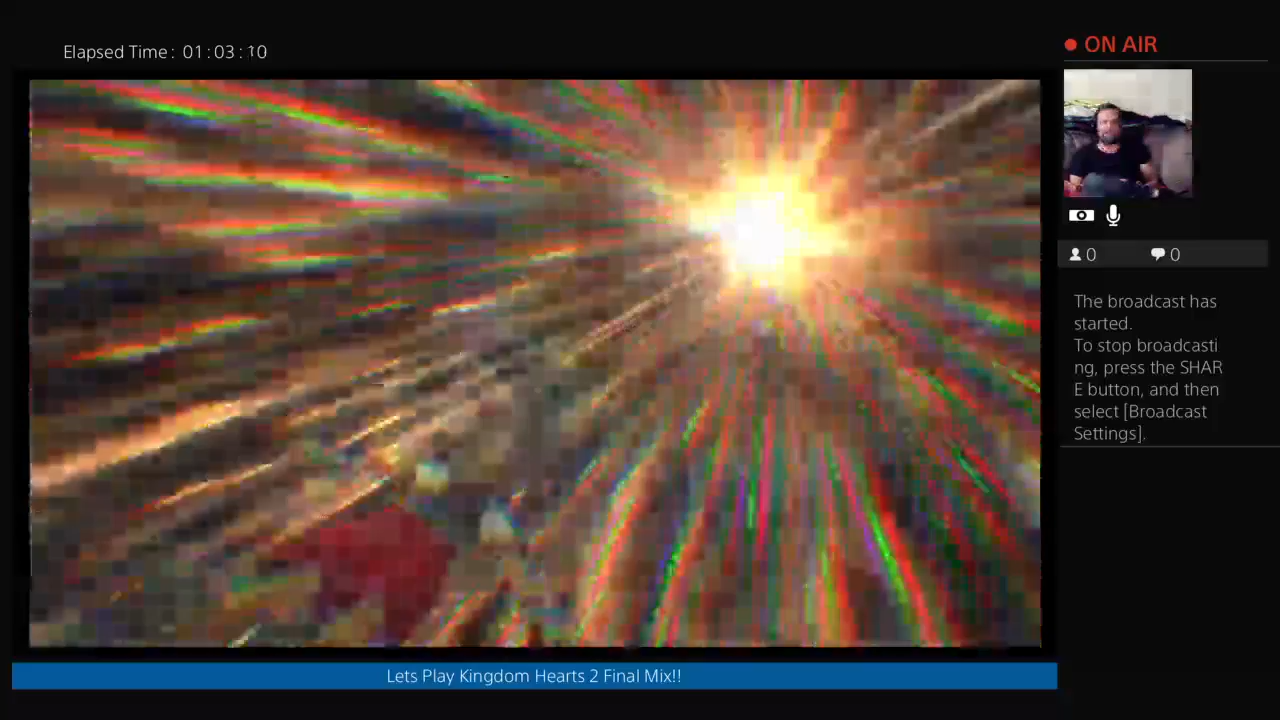 Elapsed Time: 01:03:10
ON AIR
0 0
The broadcast has
started.
To stop broadcasti
ng, press the SHAR
E button, and then
select [Broadcast
Settings].
Lets Play Kingdom Hearts 2 Final Mix!!